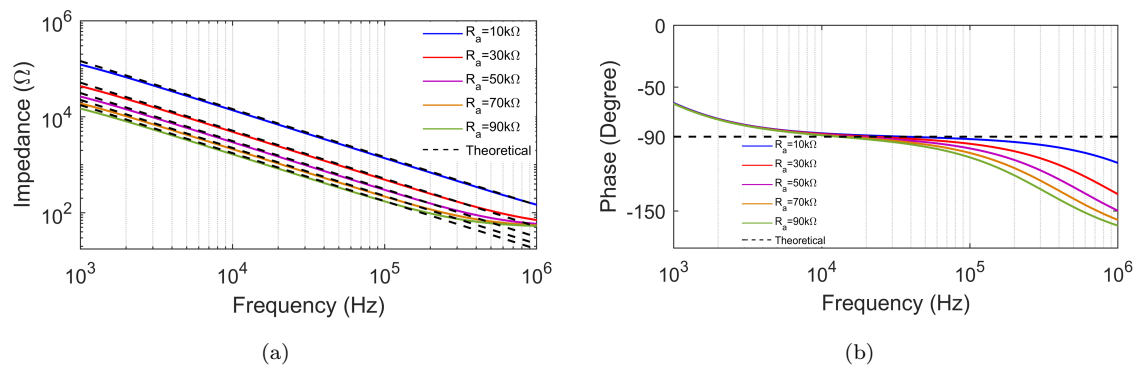 Impedance (Ω)
10^6
10^4
10^2
R_a=10kΩ
R_a=30kΩ
R_a=50kΩ
R_a=70kΩ
R_a=90kΩ
Theoretical
10^3 10^4 10^5 10^6
Frequency (Hz)
(a)
Phase (Degree)
0
-50
-90
-150
R_a=10kΩ
R_a=30kΩ
R_a=50kΩ
R_a=70kΩ
R_a=90kΩ
Theoretical
10^3 10^4 10^5 10^6
Frequency (Hz)
(b)